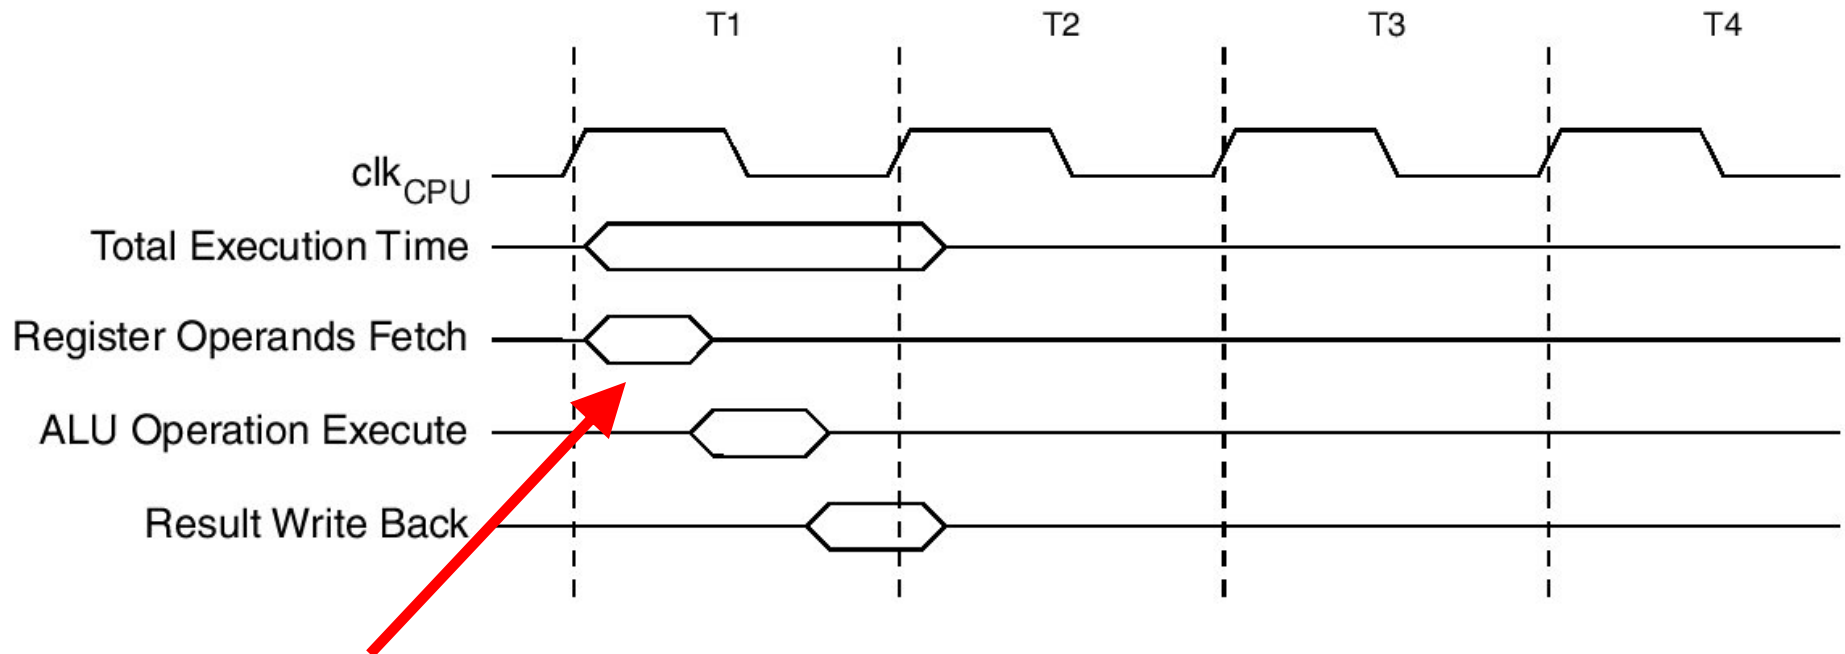 T1 T2 T3 T4
clkCPU
Total Execution Time
Register Operands Fetch
ALU Operation Execute
Result Write Back